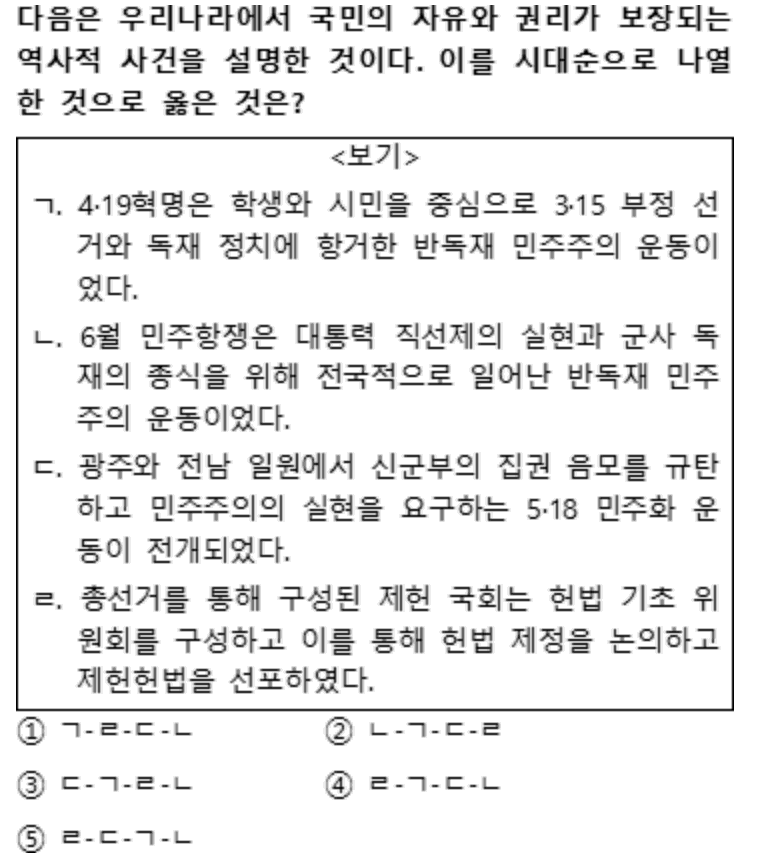 다음은 우리나라에서 국민의 자유와 권리가 보장되는
역사적 사건을 설명한 것이다. 이를 시대순으로 나열
한 것으로 옳은 것은?
<보기>
ㄱ. 4·19혁명은 학생와 시민을 중심으로 3·15 부정 선
거와 독재 정치에 항거한 반독재 민주주의 운동이
었다.
ㄴ. 6월 민주항쟁은 대통력 직선제의 실현과 군사 독
재의 종식을 위해 전국적으로 일어난 반독재 민주
주의 운동이었다.
ㄷ. 광주와 전남 일원에서 신군부의 집권 음모를 규탄
하고 민주주의의 실현을 요구하는 5·18 민주화 운
동이 전개되었다.
ㄹ. 총선거를 통해 구성된 제헌 국회는 헌법 기초 위
원회를 구성하고 이를 통해 헌법 제정을 논의하고
제헌헌법을 선포하였다.
① ㄱ-ㄹ-ㄷ-ㄴ ② ㄴ-ㄱ-ㄷ-ㄹ
③ ㄷ-ㄱ-ㄹ-ㄴ ④ ㄹ-ㄱ-ㄷ-ㄴ
⑤ ㄹ-ㄷ-ㄱ-ㄴ